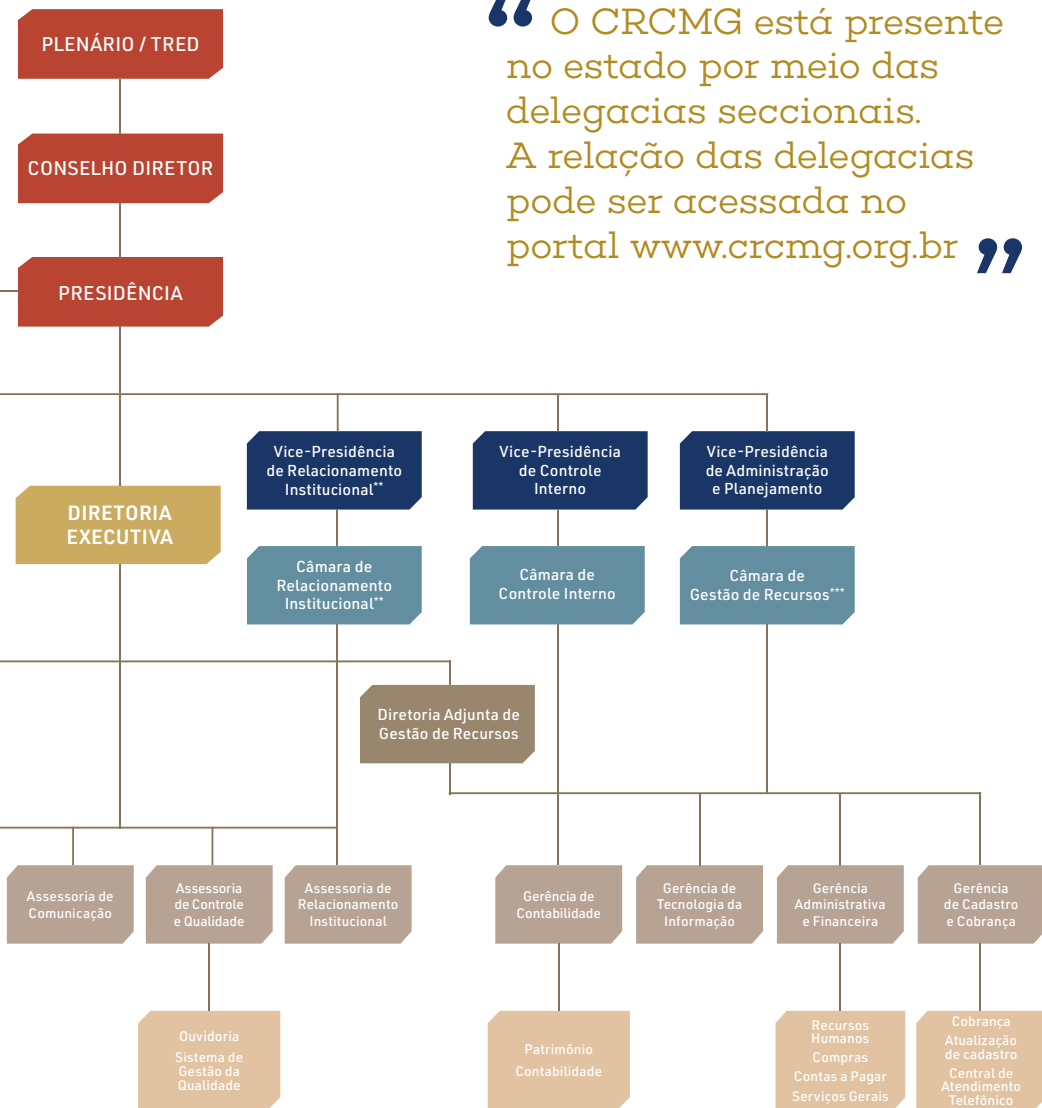 PLENÁRIO / TRED
“ O CRCMG está presente
no estado por meio das
delegacias seccionais.
A relação das delegacias
pode ser acessada no
portal www.crcmg.org.br ”
CONSELHO DIRETOR
PRESIDÊNCIA
DIRETORIA
EXECUTIVA
Vice-Presidência
de Relacionamento
Institucional**
Vice-Presidência
de Controle
Interno
Vice-Presidência
de Administração
e Planejamento
Câmara de
Relacionamento
Institucional**
Câmara de
Controle Interno
Câmara de
Gestão de Recursos***
Diretoria Adjunta de
Gestão de Recursos
Assessoria de
Comunicação
Assessoria
de Controle
e Qualidade
Assessoria de
Relacionamento
Institucional
Gerência de
Contabilidade
Gerência de
Tecnologia da
Informação
Gerência
Administrativa
e Financeira
Gerência
de Cadastro
e Cobrança
Ouvidoria
Sistema de
Gestão da
Qualidade
Patrimônio
Contabilidade
Recursos
Humanos
Compras
Contas a Pagar
Serviços Gerais
Cobrança
Atualização
de cadastro
Central de
Atendimento
Telefônico